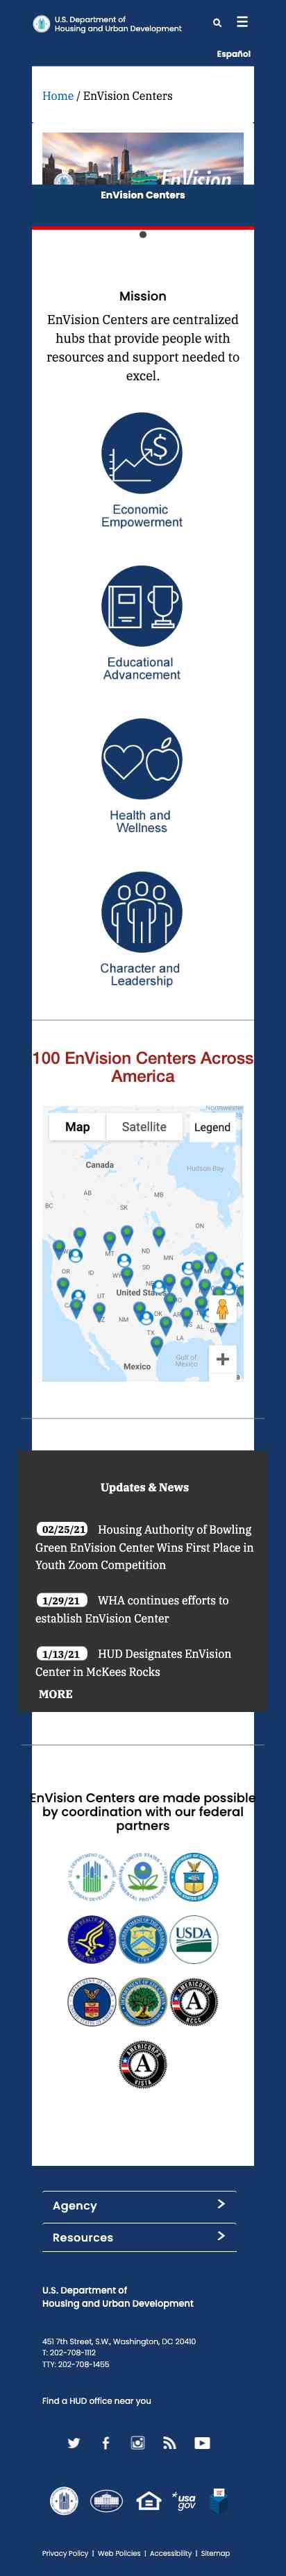 U.S. Department of
Housing and Urban Development
Español
Home / EnVision Centers
EnVision
EnVision Centers
Mission
EnVision Centers are centralized
hubs that provide people with
resources and support needed to
excel.
Economic
Empowerment
Educational
Advancement
Health and
Wellness
Character and
Leadership
100 EnVision Centers Across
America
Map Satellite Legend
Canada
Hudson Bay
AB
MB
BC
SK
ON
ND
MT
MN
OR
ID
SD
WY
NE
UT
United States
CA
OK
AR
NM
MS
AL
GA
TX
LA
Gulf of
Mexico
Mexico
Updates & News
02/25/21 Housing Authority of Bowling
Green EnVision Center Wins First Place in
Youth Zoom Competition
1/29/21 WHA continues efforts to
establish EnVision Center
1/13/21 HUD Designates EnVision
Center in McKees Rocks
MORE
EnVision Centers are made possible
by coordination with our federal
partners
USDA
AMERICORPS
NCCC
AMERICORPS
VISTA
Agency
Resources
U.S. Department of
Housing and Urban Development
451 7th Street, S.W., Washington, DC 20410
T: 202-708-1112
TTY: 202-708-1455
Find a HUD office near you
usa
gov
Privacy Policy | Web Policies | Accessibility | Sitemap